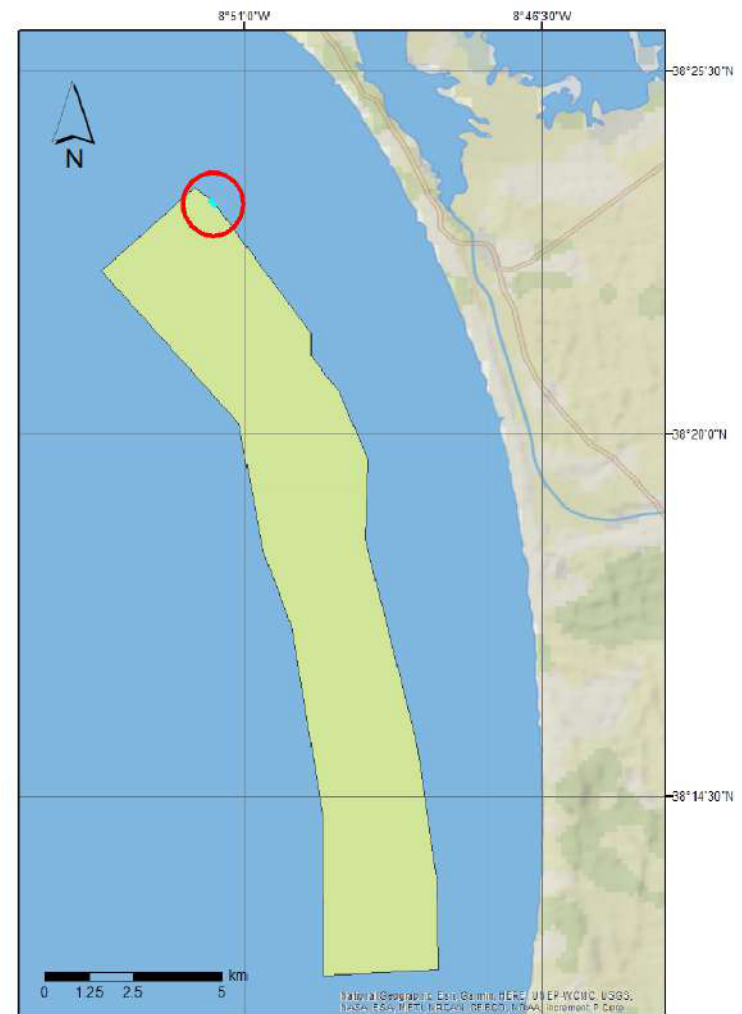 8°51'0"W
8°46'30"W
38°25'30"N
N
38°20'0"N
38°14'30"N
km
0 1.25 2.5 5
National Geographic, Esri, Garmin, HERE, UNEP-WCMC, USGS,
NASA, ESA, METI, NRCAN, GEBCO, NOAA, increment P Corp